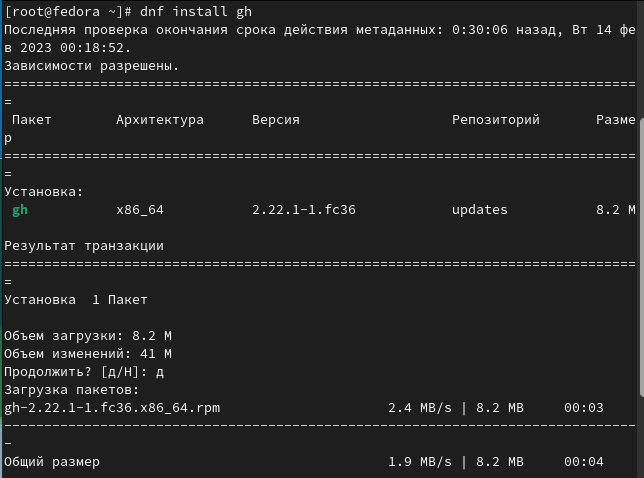 [root@fedora ~]# dnf install gh
Последняя проверка окончания срока действия метаданных: 0:30:06 назад, Вт 14 фе
в 2023 00:18:52.
Зависимости разрешены.
================================================================================
=
Пакет Архитектура Версия Репозиторий Разме
р
================================================================================
=
Установка:
gh x86_64 2.22.1-1.fc36 updates 8.2 M
Результат транзакции
================================================================================
=
Установка 1 Пакет
Объем загрузки: 8.2 M
Объем изменений: 41 M
Продолжить? [д/Н]: д
Загрузка пакетов:
gh-2.22.1-1.fc36.x86_64.rpm 2.4 MB/s | 8.2 MB 00:03
--------------------------------------------------------------------------------
-
Общий размер 1.9 MB/s | 8.2 MB 00:04